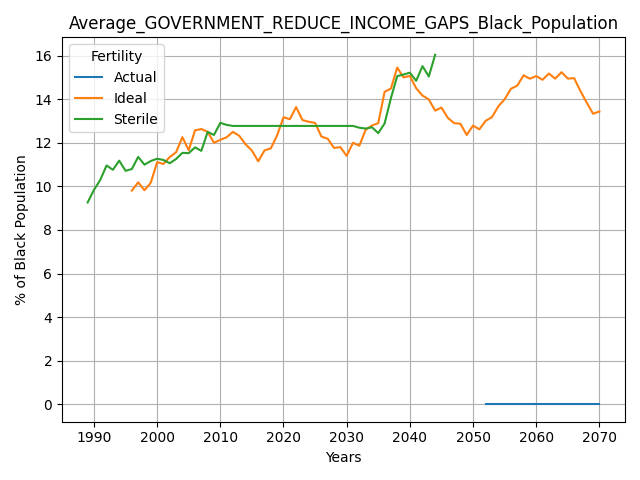 Average_GOVERNMENT_REDUCE_INCOME_GAPS_Black_Population
Fertility
Actual
Ideal
Sterile
% of Black Population
16
14
12
10
8
6
4
2
0
1990 2000 2010 2020 2030 2040 2050 2060 2070
Years